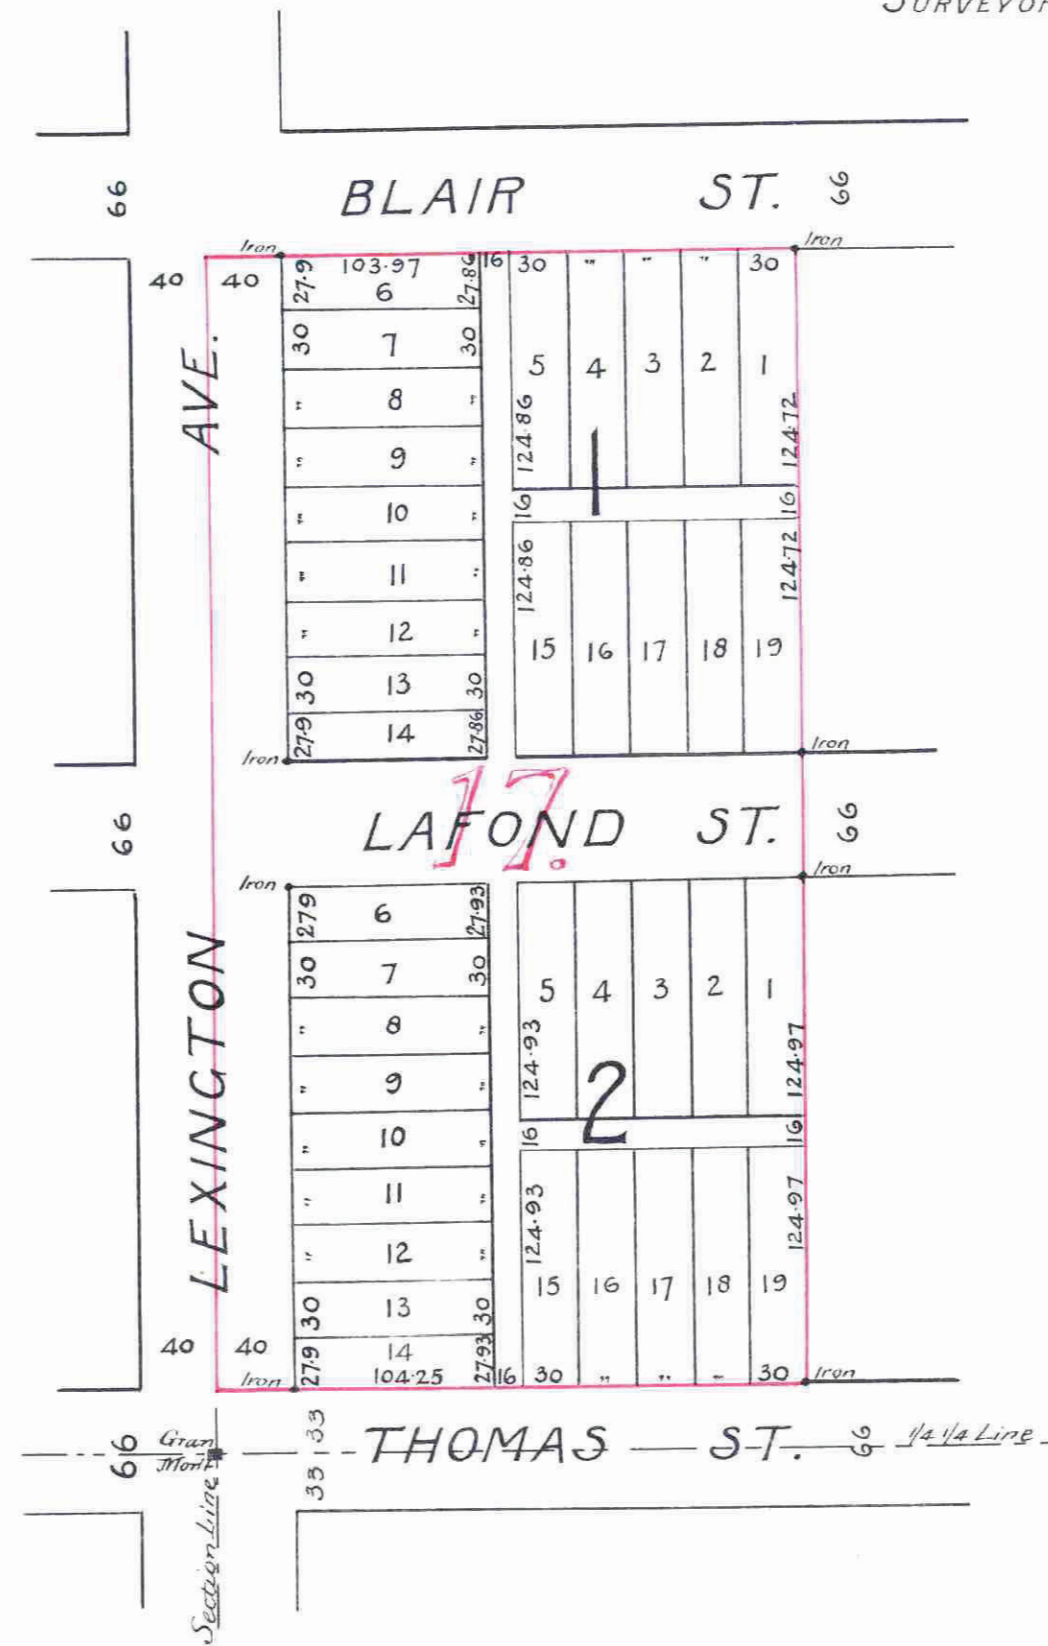 SURVEYOR
BLAIR ST.
66 66
Iron Iron
40 40 27.9 103.97 27.86 16 30 " " " 30
6
30 7 30 5 4 3 2 1
" 8 " 124.86 124.72
" 9 "
1
" 10 " 16 16
" 11 " 124.86 124.72
" 12 "
30 13 30 15 16 17 18 19
27.9 14 27.86
Iron Iron
AVE.
LEXINGTON
17.
66 LAFOND ST. 66
Iron Iron
279 6 27.93
30 7 30 5 4 3 2 1
" 8 " 124.93 124.97
" 9 "
2
" 10 " 16 16
" 11 " 124.93 124.97
" 12 "
30 13 30 15 16 17 18 19
40 40 27.9 14 27.93
104.25 16 30 " " " 30
Iron Iron
66 Gran Mont 33 THOMAS ST. 66 1/4 1/4 Line
33
Section Line